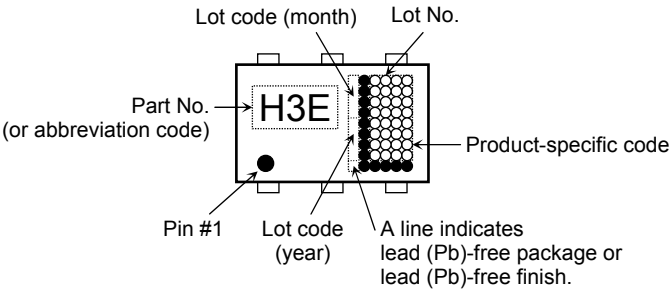 Lot code (month)
Lot No.
Part No.
(or abbreviation code)
H3E
Product-specific code
Pin #1
Lot code
(year)
A line indicates
lead (Pb)-free package or
lead (Pb)-free finish.